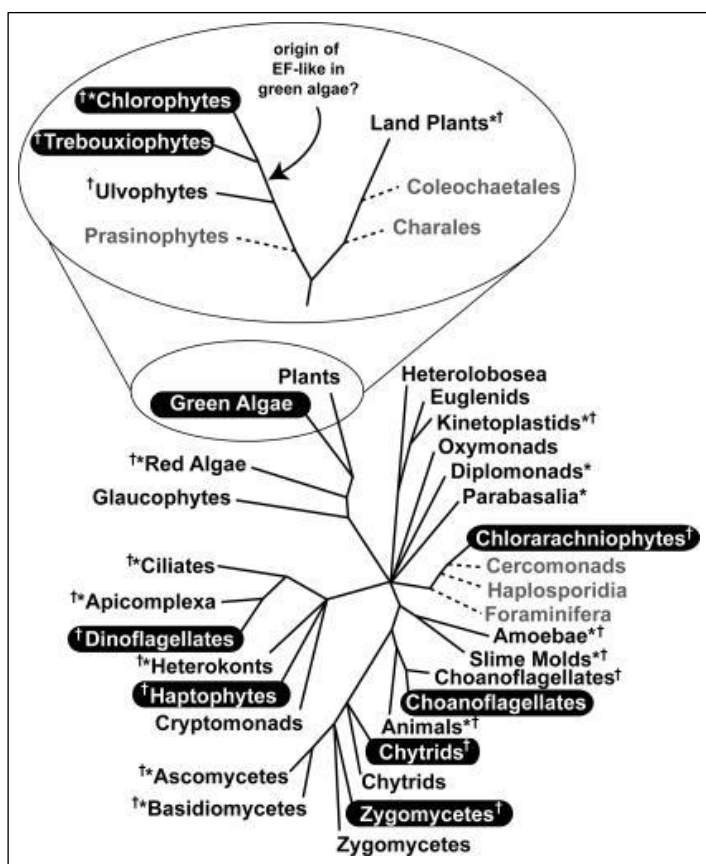 origin of
EF-like in
green algae?
†*Chlorophytes
Land Plants*†
†Trebouxiophytes
Coleochaetales
†Ulvophytes
Charales
Prasinophytes
Plants
Green Algae
†*Red Algae
Glaucophytes
Heterolobosea
Euglenids
Kinetoplastids*†
Oxymonads
Diplomonads*
Parabasalia*
Chlorarachniophytes†
Cercomonads
Haplosporidia
Foraminifera
Amoebae*†
Slime Molds*†
Choanoflagellates†
Choanoflagellates
Animals*†
Chytrids†
Chytrids
Zygomycetes†
Zygomycetes
†*Ciliates
†*Apicomplexa
†Dinoflagellates
†*Heterokonts
†Haptophytes
Cryptomonads
†*Ascomycetes
†*Basidiomycetes